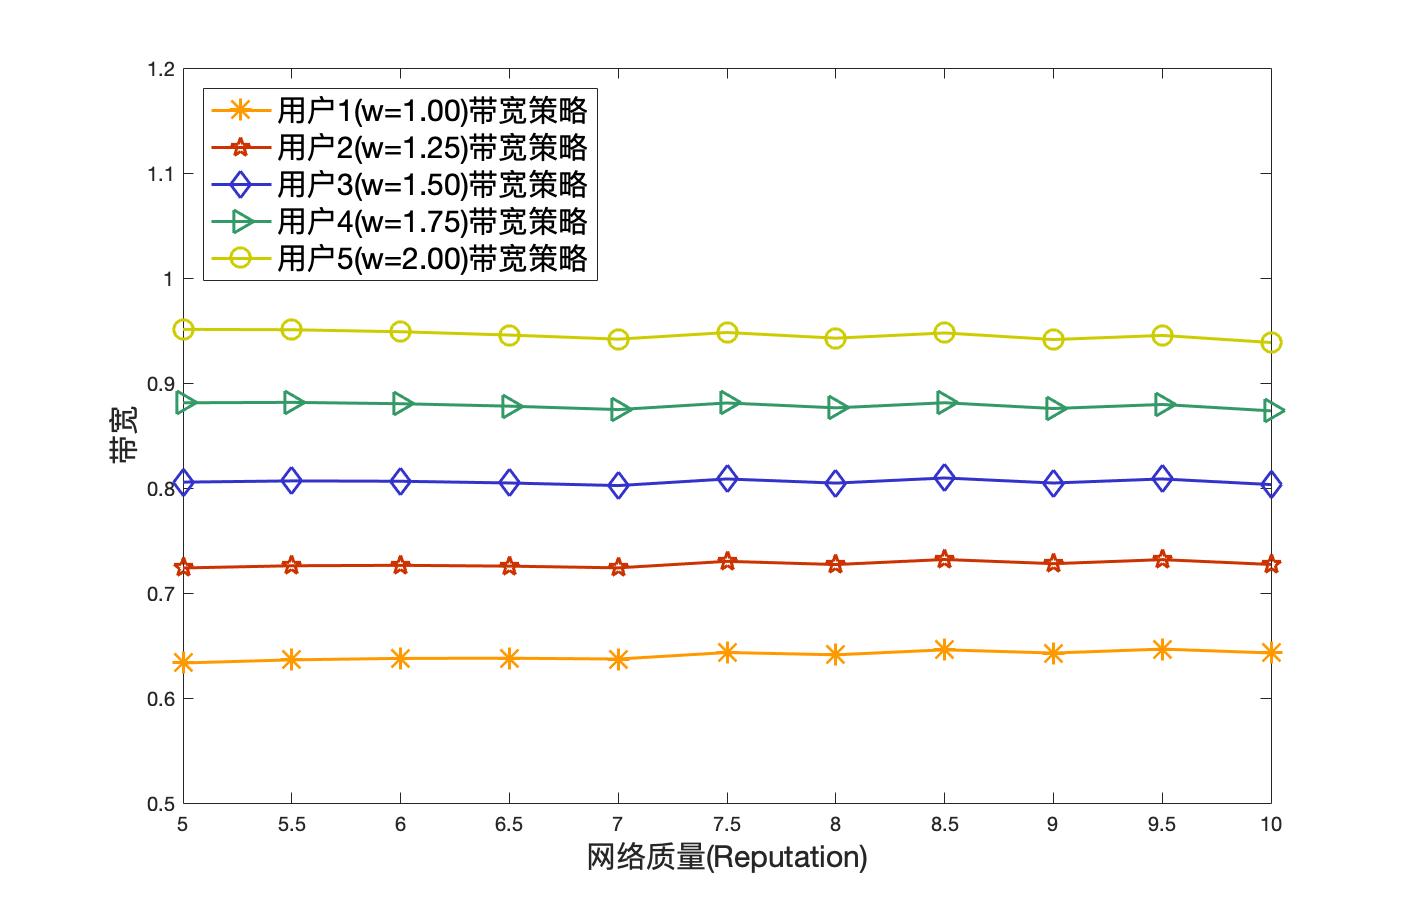 1.2
用户1(w=1.00)带宽策略
用户2(w=1.25)带宽策略
1.1
用户3(w=1.50)带宽策略
用户4(w=1.75)带宽策略
用户5(w=2.00)带宽策略
1
0.9
带宽
0.8
0.7
0.6
0.5
5 5.5 6 6.5 7 7.5 8 8.5 9 9.5 10
网络质量(Reputation)